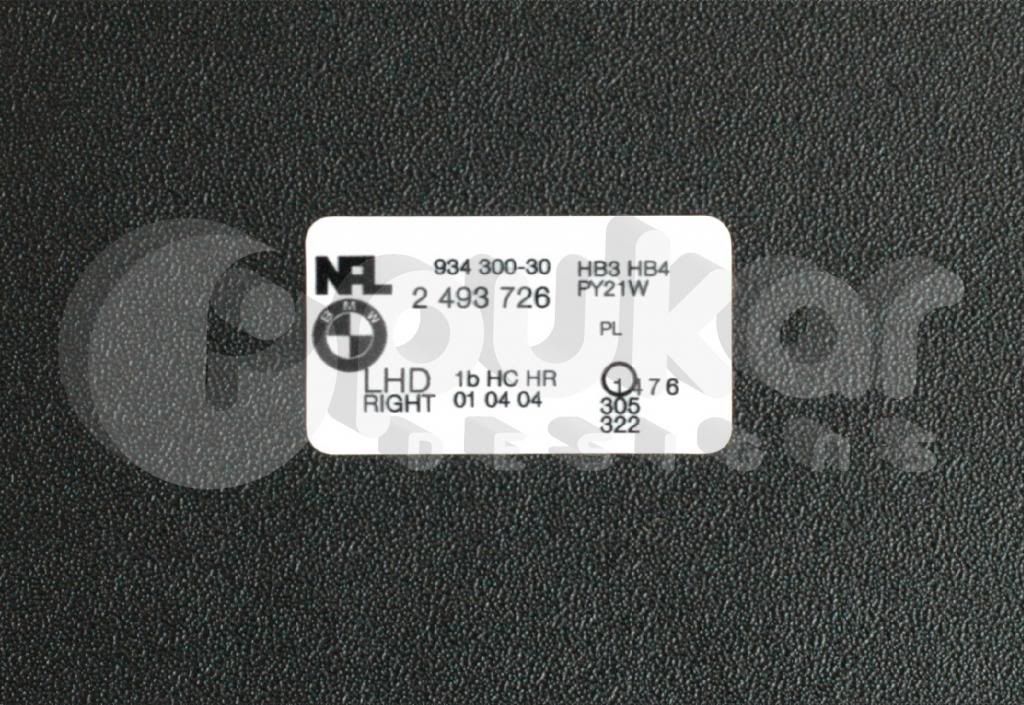 NAL 934 300-30 HB3 HB4
BMW 2 493 726 PY21W
PL
LHD 1b HC HR 1476
RIGHT 01 04 04 305
322
pukar
DESIGNS